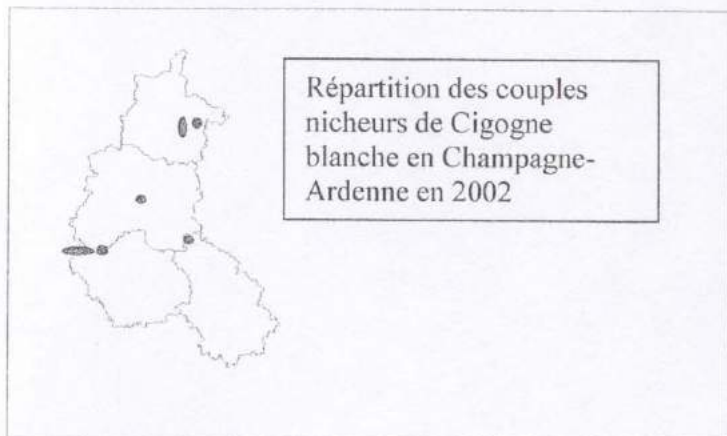 Répartition des couples
nicheurs de Cigogne
blanche en Champagne-
Ardenne en 2002